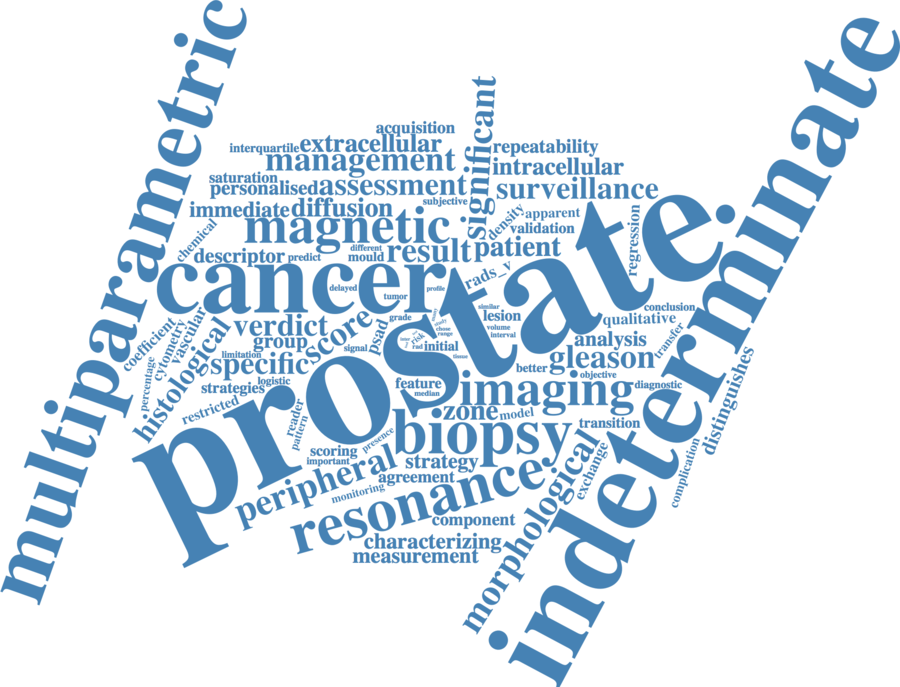 multiparametric
indeterminate
prostate
cancer
acquisition
interquartile
extracellular
significant
repeatability
management
intracellular
saturation
personalised
assessment
subjective
surveillance
immediate
diffusion
density
apparent
regression
chemical
magnetic
validation
descriptor
predict
different
mould
result
patient
rads_v
delayed
tumor
profile
similar
conclusion
coefficient
cytometry
vascular
verdict
score
grade
lesion
qualitative
volume
interval
transfer
histological
group
psad
study
chose
range
risk
rad
initial
analysis
signal
limitation
tissue
specific
better
gleason
percentage
strategies
logistic
feature
median
imaging
objective
diagnostic
distinguishes
restricted
reader
pattern
presence
zone
model
biopsy
transition
scoring
important
peripheral
strategy
agreement
monitoring
resonance
morphological
exchange
complication
component
characterizing
measurement